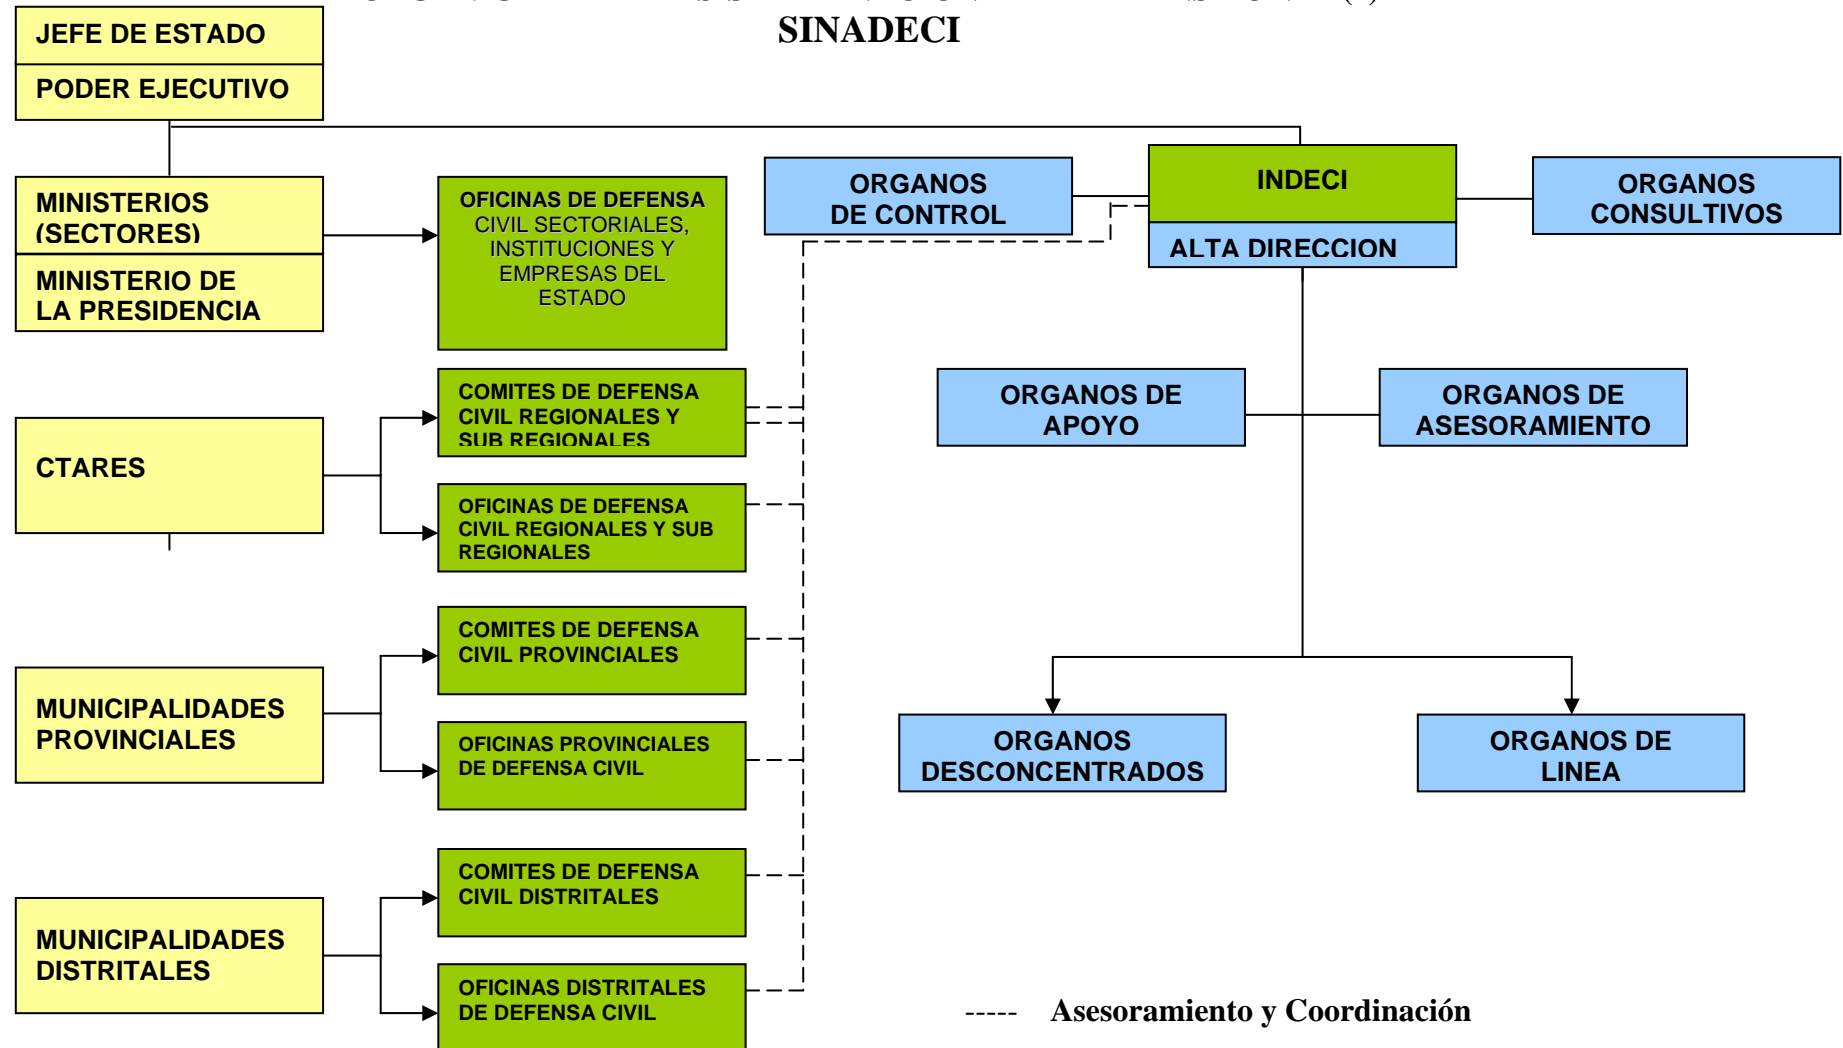 SINADECI
JEFE DE ESTADO
PODER EJECUTIVO
MINISTERIOS
(SECTORES)
MINISTERIO DE
LA PRESIDENCIA
OFICINAS DE DEFENSA
CIVIL SECTORIALES,
INSTITUCIONES Y
EMPRESAS DEL
ESTADO
ORGANOS
DE CONTROL
INDECI
ALTA DIRECCION
ORGANOS
CONSULTIVOS
CTARES
COMITES DE DEFENSA
CIVIL REGIONALES Y
SUB REGIONALES
OFICINAS DE DEFENSA
CIVIL REGIONALES Y SUB
REGIONALES
ORGANOS DE
APOYO
ORGANOS DE
ASESORAMIENTO
MUNICIPALIDADES
PROVINCIALES
COMITES DE DEFENSA
CIVIL PROVINCIALES
OFICINAS PROVINCIALES
DE DEFENSA CIVIL
ORGANOS
DESCONCENTRADOS
ORGANOS DE
LINEA
MUNICIPALIDADES
DISTRITALES
COMITES DE DEFENSA
CIVIL DISTRITALES
OFICINAS DISTRITALES
DE DEFENSA CIVIL
----- Asesoramiento y Coordinación